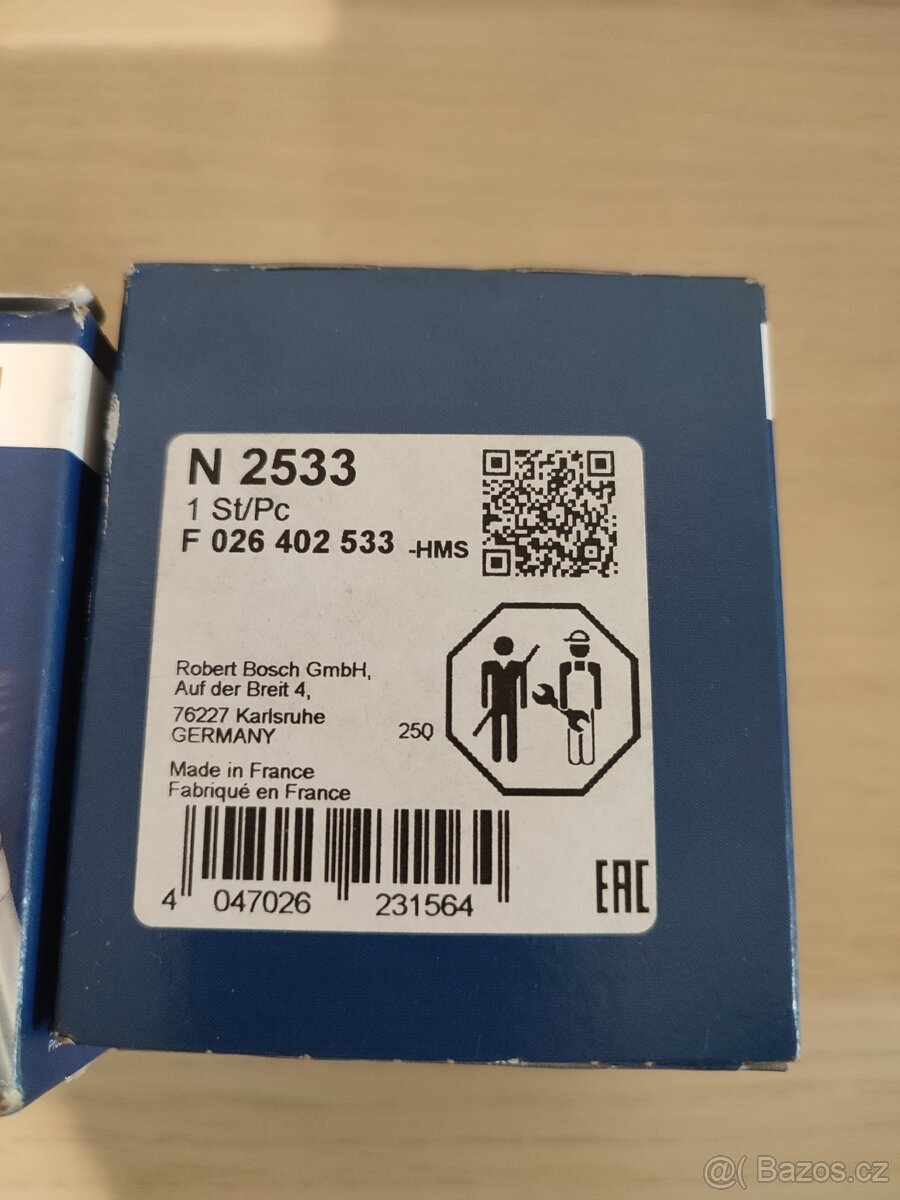 N 2533
1 St/Pc
F 026 402 533 -HMS
Robert Bosch GmbH,
Auf der Breit 4,
76227 Karlsruhe
GERMANY
250
Made in France
Fabriqué en France
4 047026 231564
EAC
@( Bazos.cz